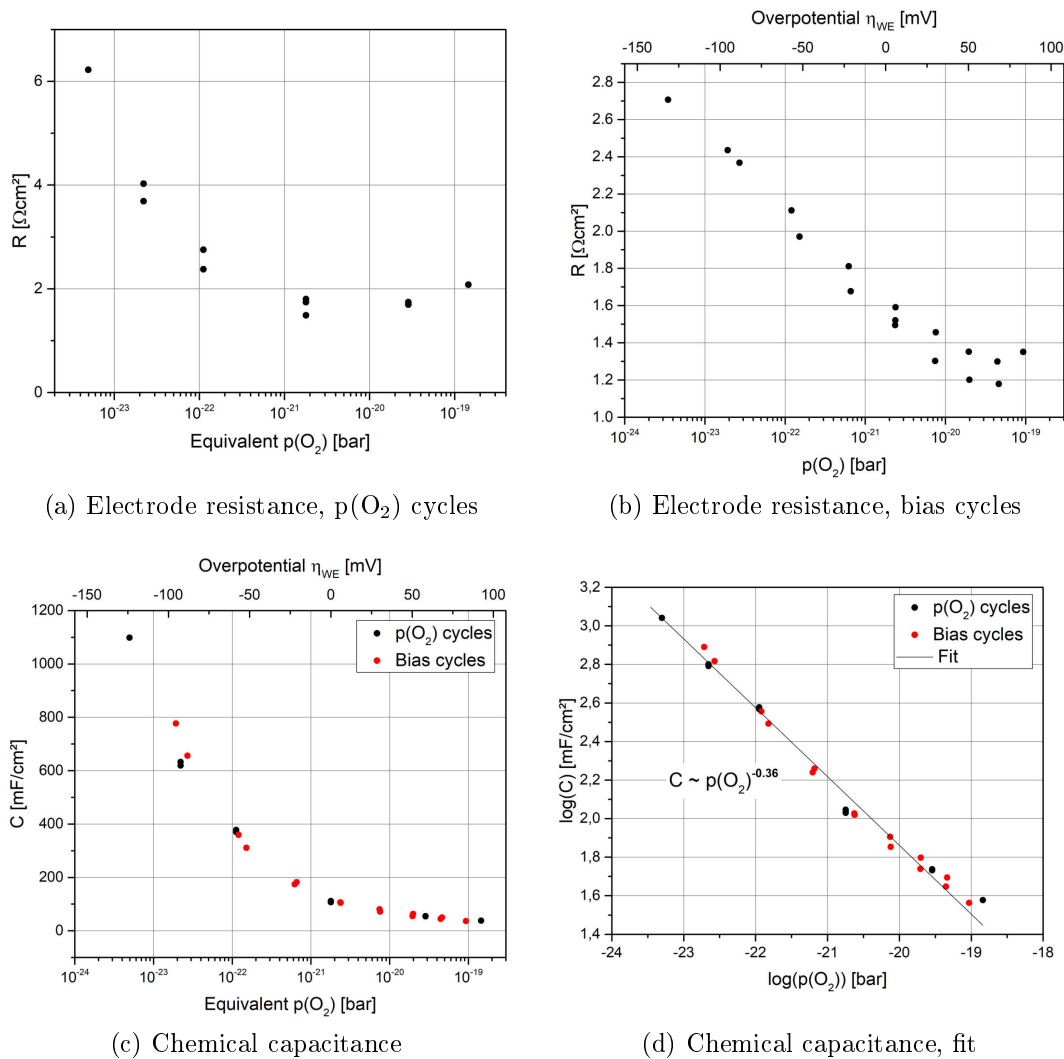 6
4
2
0
R [Ωcm²]
10⁻²³ 10⁻²² 10⁻²¹ 10⁻²⁰ 10⁻¹⁹
Equivalent p(O₂) [bar]
(a) Electrode resistance, p(O₂) cycles
Overpotential η_WE [mV]
-150 -100 -50 0 50 100
2.8
2.6
2.4
2.2
2.0
1.8
1.6
1.4
1.2
1.0
R [Ωcm²]
10⁻²⁴ 10⁻²³ 10⁻²² 10⁻²¹ 10⁻²⁰ 10⁻¹⁹
p(O₂) [bar]
(b) Electrode resistance, bias cycles
Overpotential η_WE [mV]
-150 -100 -50 0 50 100
1200
1000
800
600
400
200
0
C [mF/cm²]
p(O₂) cycles
Bias cycles
10⁻²⁴ 10⁻²³ 10⁻²² 10⁻²¹ 10⁻²⁰ 10⁻¹⁹
Equivalent p(O₂) [bar]
(c) Chemical capacitance
3,2
3,0
2,8
2,6
2,4
2,2
2,0
1,8
1,6
1,4
log(C) [mF/cm²]
p(O₂) cycles
Bias cycles
Fit
C ~ p(O₂)⁻⁰·³⁶
-24 -23 -22 -21 -20 -19 -18
log(p(O₂)) [bar]
(d) Chemical capacitance, fit